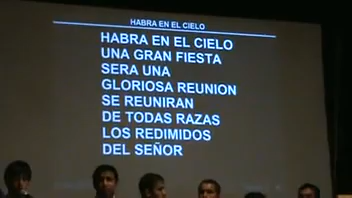 HABRA EN EL CIELO
HABRA EN EL CIELO
UNA GRAN FIESTA
SERA UNA
GLORIOSA REUNION
SE REUNIRAN
DE TODAS RAZAS
LOS REDIMIDOS
DEL SEÑOR